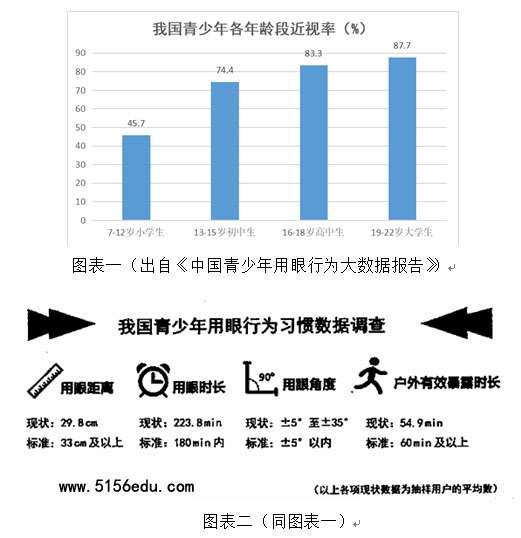 我国青少年各年龄段近视率（%）
90
80
70
60
50
40
30
20
10
0
45.7
74.4
83.3
87.7
7-12岁小学生 13-15岁初中生 16-18岁高中生 19-22岁大学生
图表一（出自《中国青少年用眼行为大数据报告》）
我国青少年用眼行为习惯数据调查
用眼距离 用眼时长 90° 用眼角度 户外有效暴露时长
现状：29.8cm 现状：223.8min 现状：±5°至±35° 现状：54.9min
标准：33cm及以上 标准：180min内 标准：±5°以内 标准：60min及以上
www.5156edu.com （以上各项现状数据为抽样用户的平均数）
图表二（同图表一）